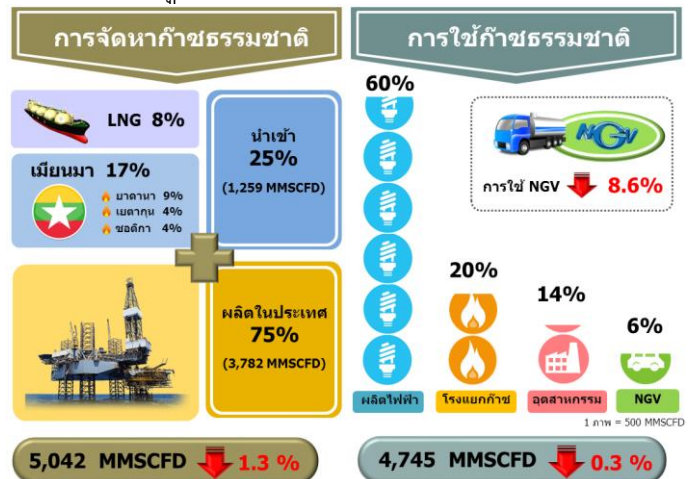 การจัดหาก๊าซธรรมชาติ
LNG 8%
เมียนมา 17%
ยาดานา 9%
เยตากุน 4%
ซอติกา 4%
นำเข้า
25%
(1,259 MMSCFD)
ผลิตในประเทศ
75%
(3,782 MMSCFD)
5,042 MMSCFD 1.3 %
การใช้ก๊าซธรรมชาติ
60%
NGV
การใช้ NGV 8.6%
20%
14%
6%
ผลิตไฟฟ้า
โรงแยกก๊าซ
อุตสาหกรรม
NGV
1 ภาพ = 500 MMSCFD
4,745 MMSCFD 0.3 %